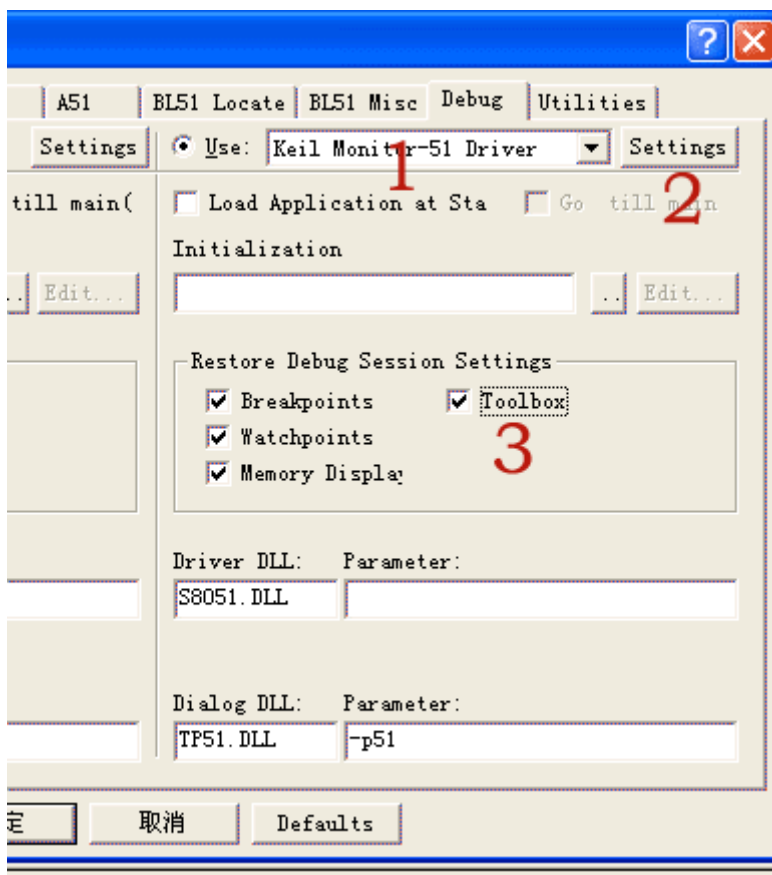 A51 BL51 Locate BL51 Misc Debug Utilities
Settings Use: Keil Monitor-51 Driver Settings
1 2
till main( Load Application at Sta Go till main
Initialization
.. Edit... .. Edit...
Restore Debug Session Settings
Breakpoints Toolbox
Watchpoints
3
Memory Display
Driver DLL: Parameter:
S8051.DLL
Dialog DLL: Parameter:
TP51.DLL -p51
定 取消 Defaults